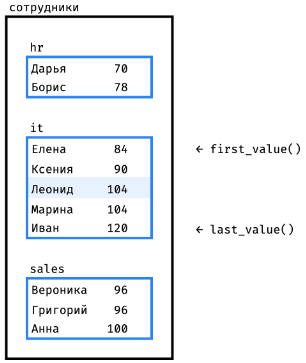 сотрудники
hr
Дарья 70
Борис 78
it
Елена 84 ← first_value()
Ксения 90
Леонид 104
Марина 104
Иван 120 ← last_value()
sales
Вероника 96
Григорий 96
Анна 100